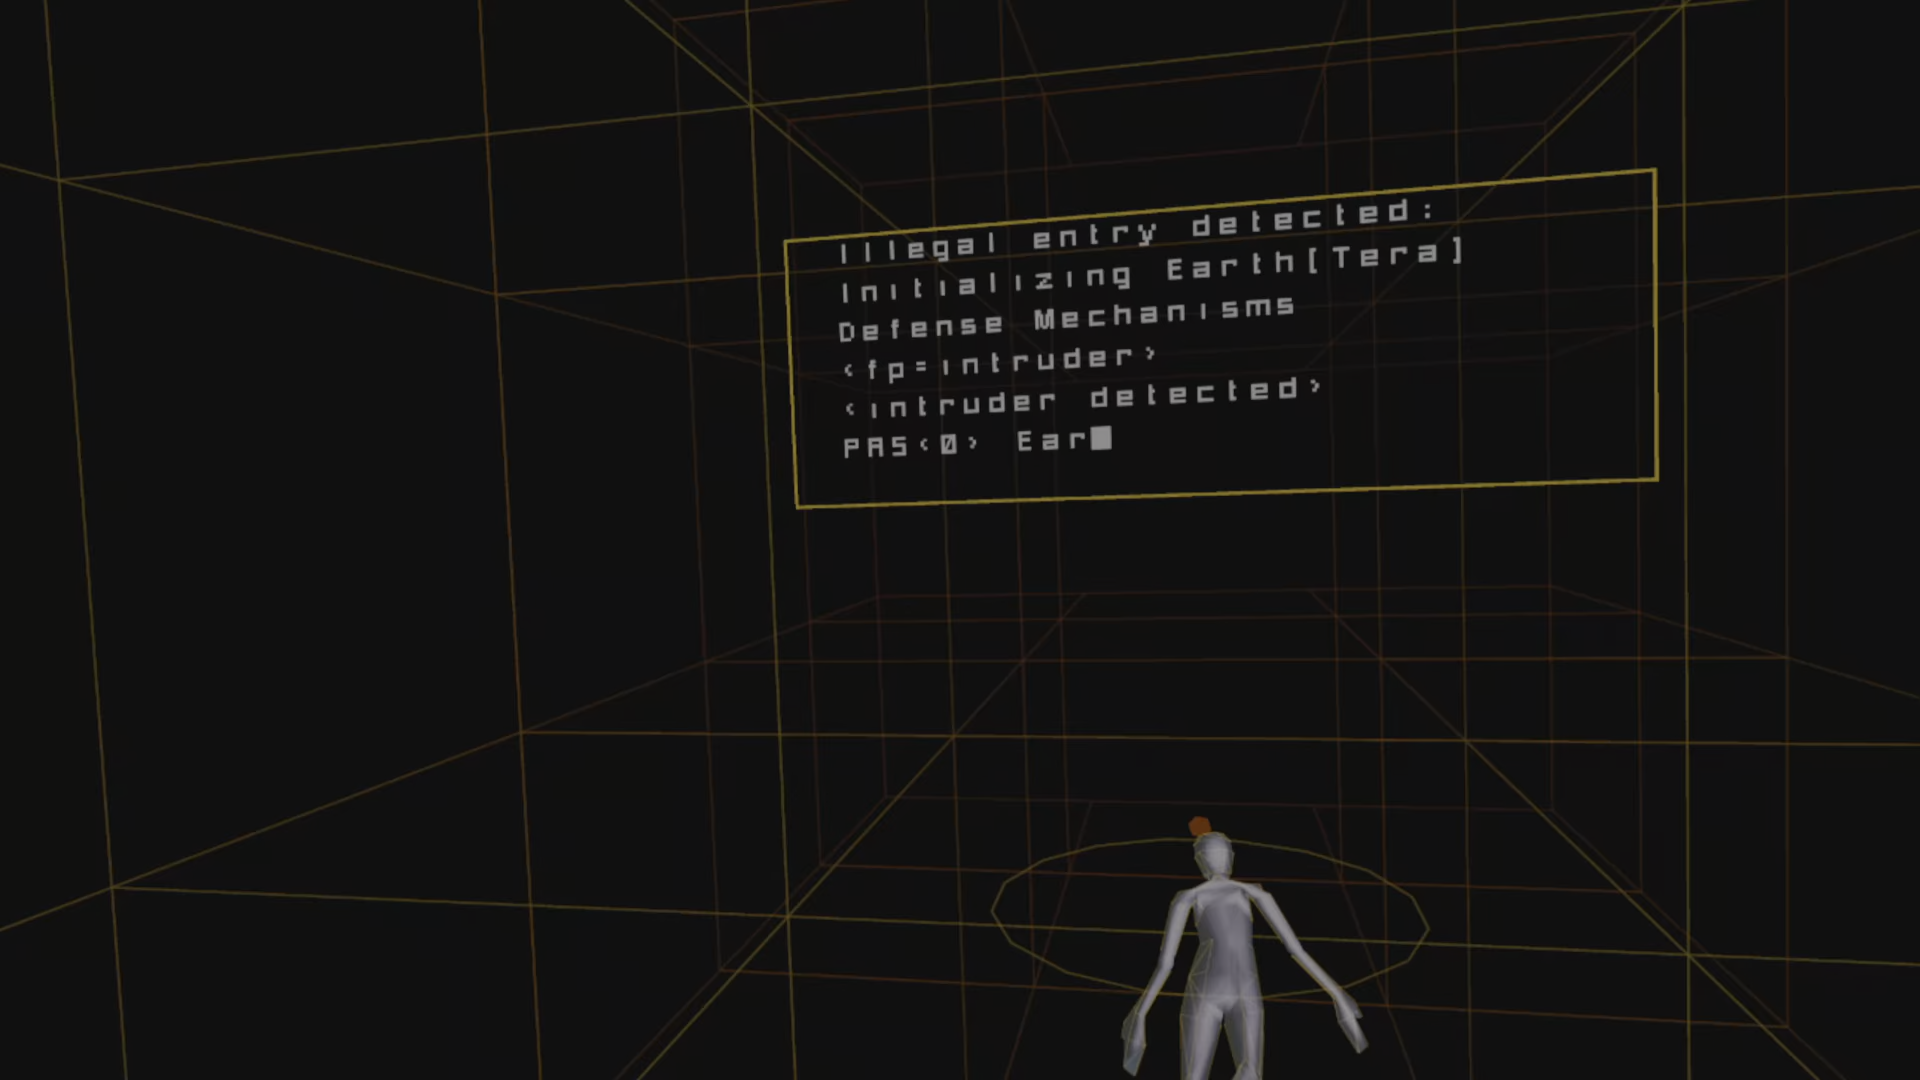 Illegal entry detected:
Initializing Earth[Tera]
Defense Mechanisms
<fp=intruder>
<intruder detected>
PAS<0> Ear